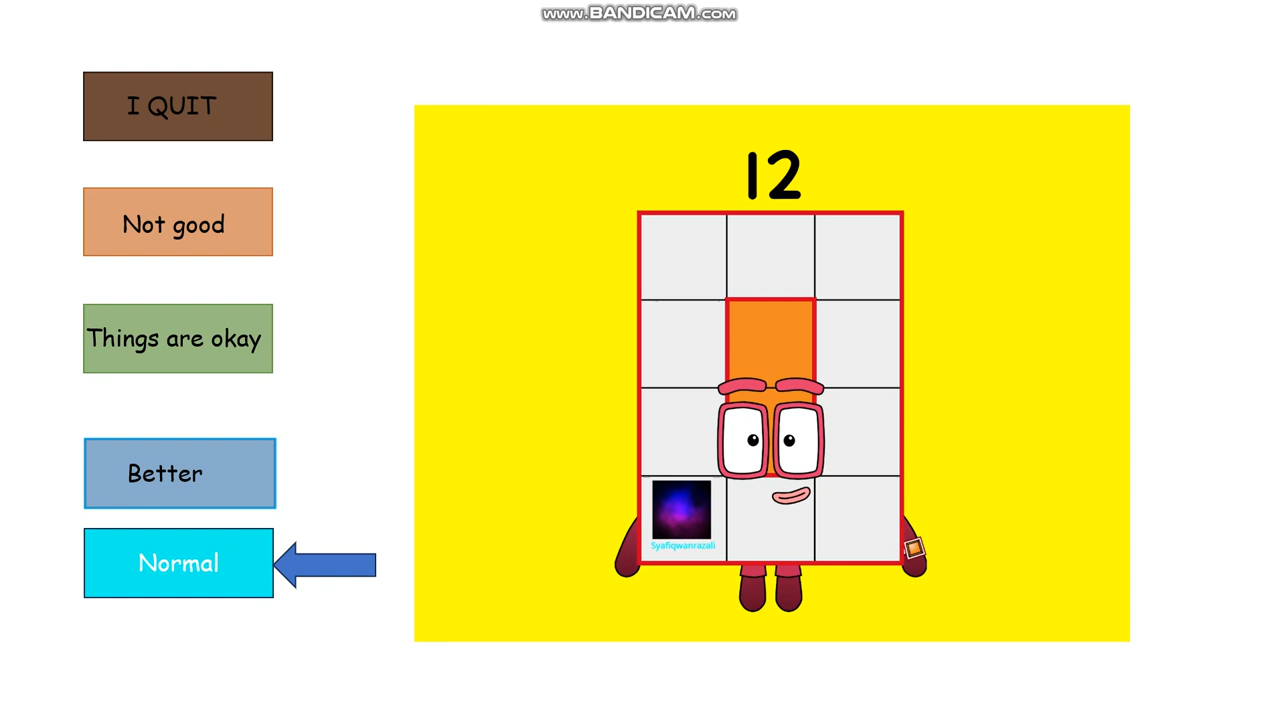 www.BANDICAM.com
I QUIT
Not good
Things are okay
Better
Normal
12
Syafiqwanrazali